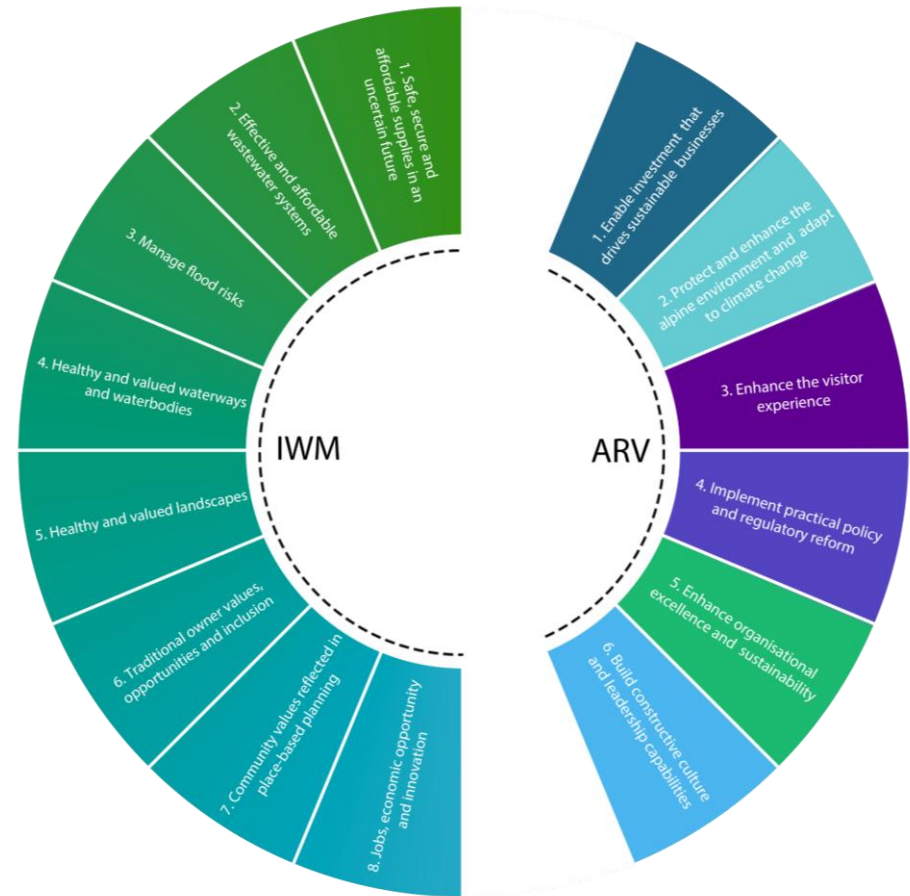 1. Safe, secure and
affordable supplies in an
uncertain future
2. Effective and affordable
wastewater systems
3. Manage flood risks
4. Healthy and valued waterways
and waterbodies
5. Healthy and valued landscapes
6. Traditional owner values,
opportunities and inclusion
7. Community values reflected in
place-based planning
8. Jobs, economic opportunity
and innovation
IWM
ARV
1. Enable investment that
drives sustainable businesses
2. Protect and enhance the
alpine environment and adapt
to climate change
3. Enhance the visitor
experience
4. Implement practical policy
and regulatory reform
5. Enhance organisational
excellence and sustainability
6. Build constructive culture
and leadership capabilities